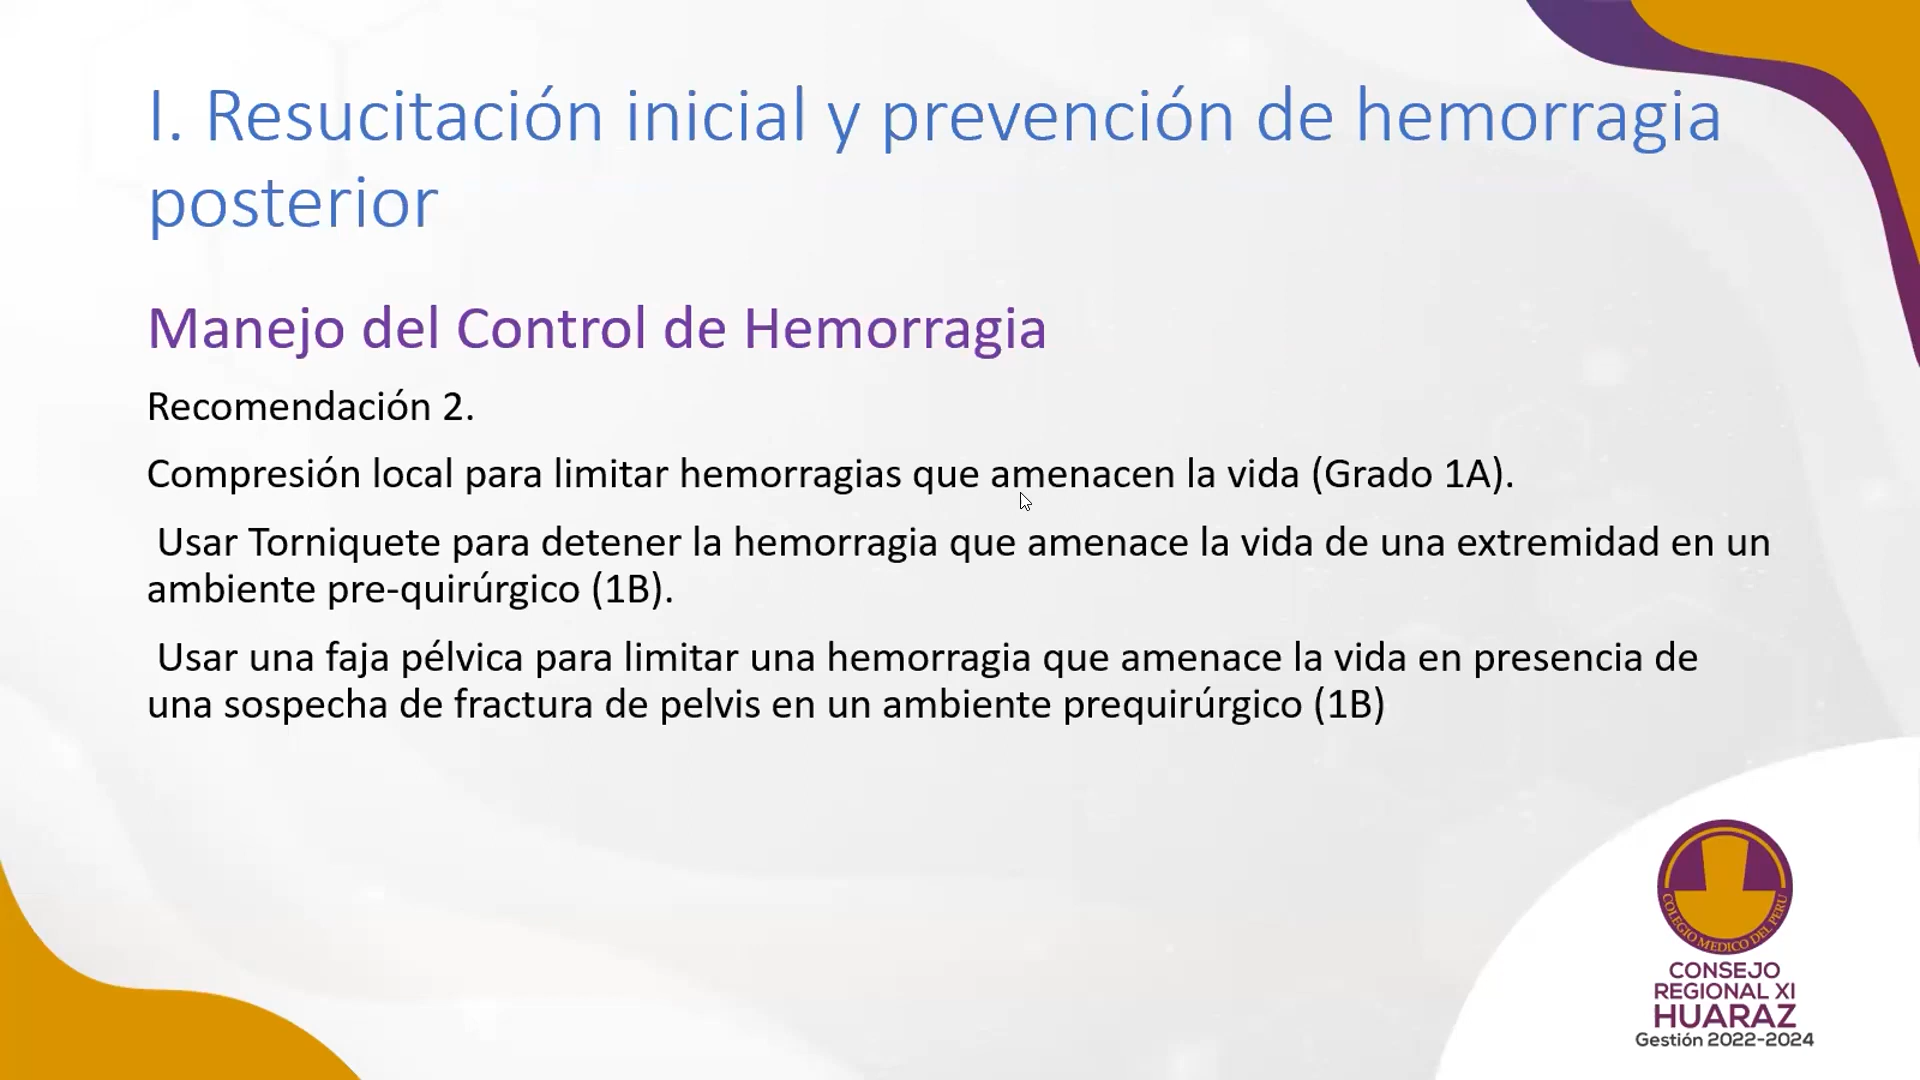 I. Resucitación inicial y prevención de hemorragia
posterior
Manejo del Control de Hemorragia
Recomendación 2.
Compresión local para limitar hemorragias que amenacen la vida (Grado 1A).
Usar Torniquete para detener la hemorragia que amenace la vida de una extremidad en un
ambiente pre-quirúrgico (1B).
Usar una faja pélvica para limitar una hemorragia que amenace la vida en presencia de
una sospecha de fractura de pelvis en un ambiente prequirúrgico (1B)
COLEGIO MEDICO DEL PERU
CONSEJO
REGIONAL XI
HUARAZ
Gestión 2022-2024